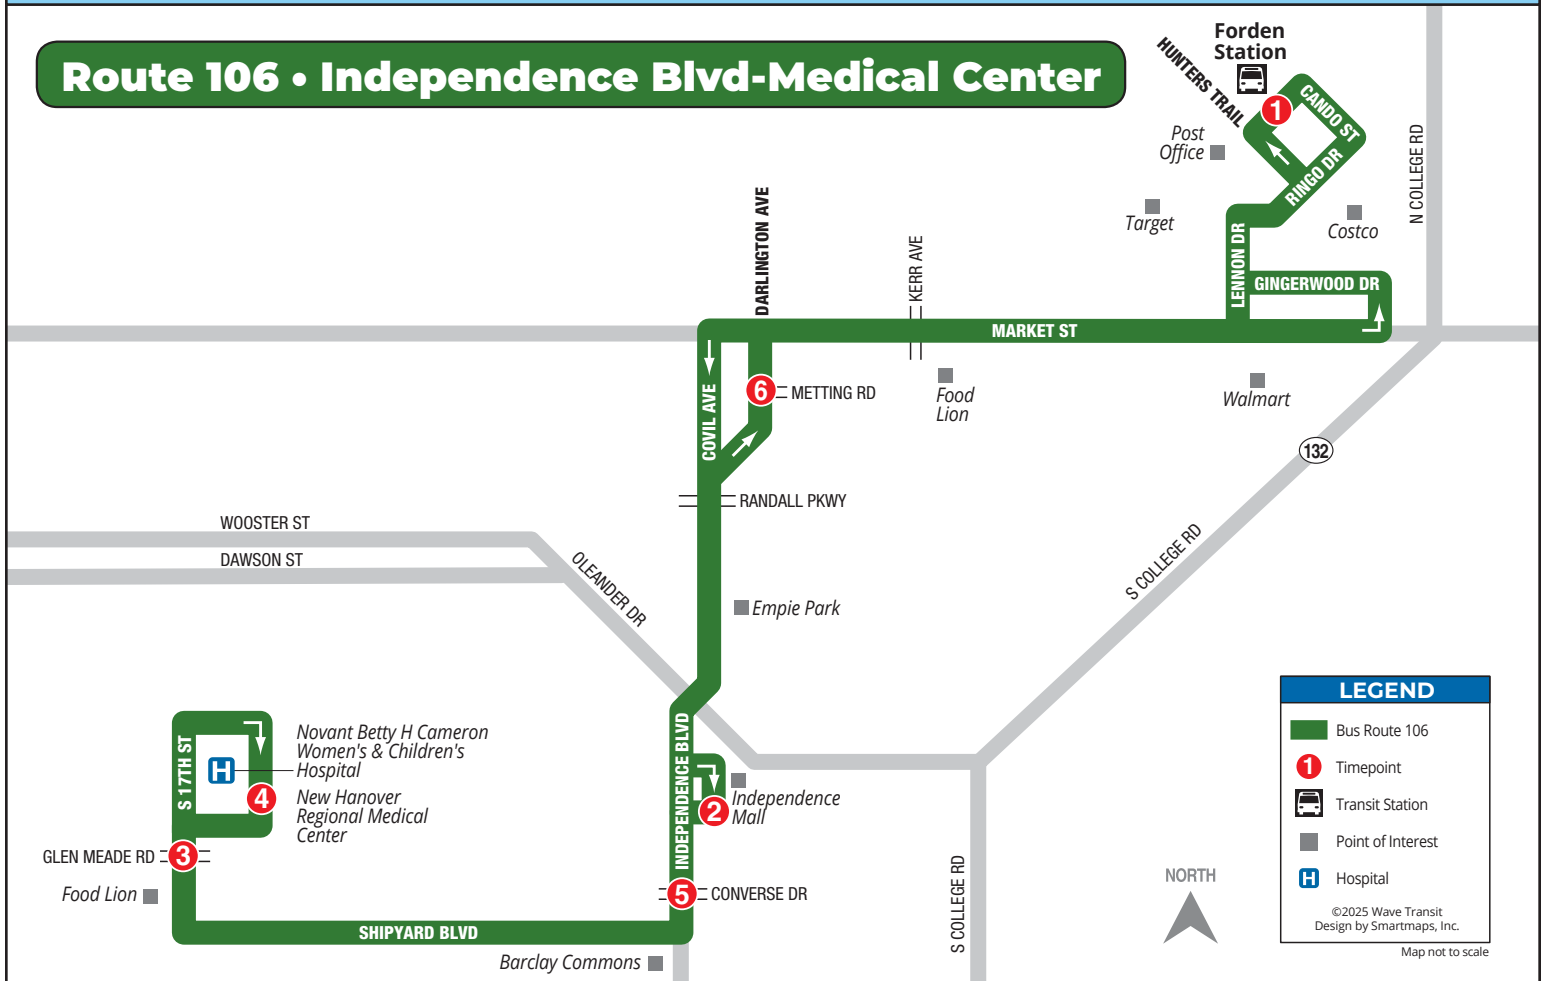 Route 106 • Independence Blvd-Medical Center
Forden
Station
HUNTERS TRAIL
1
CANDO ST
RINGO DR
Post
Office
Target
Costco
N COLLEGE RD
LENNON DR
GINGERWOOD DR
DARLINGTON AVE
KERR AVE
MARKET ST
COVIL AVE
6
METTING RD
Food
Lion
Walmart
132
RANDALL PKWY
WOOSTER ST
DAWSON ST
OLEANDER DR
S COLLEGE RD
Empie Park
INDEPENDENCE BLVD
2
Independence
Mall
S 17TH ST
H
4
Novant Betty H Cameron
Women's & Children's
Hospital
New Hanover
Regional Medical
Center
GLEN MEADE RD
3
Food Lion
5
CONVERSE DR
SHIPYARD BLVD
Barclay Commons
S COLLEGE RD
NORTH
LEGEND
Bus Route 106
1
Timepoint
Transit Station
Point of Interest
H
Hospital
©2025 Wave Transit
Design by Smartmaps, Inc.
Map not to scale